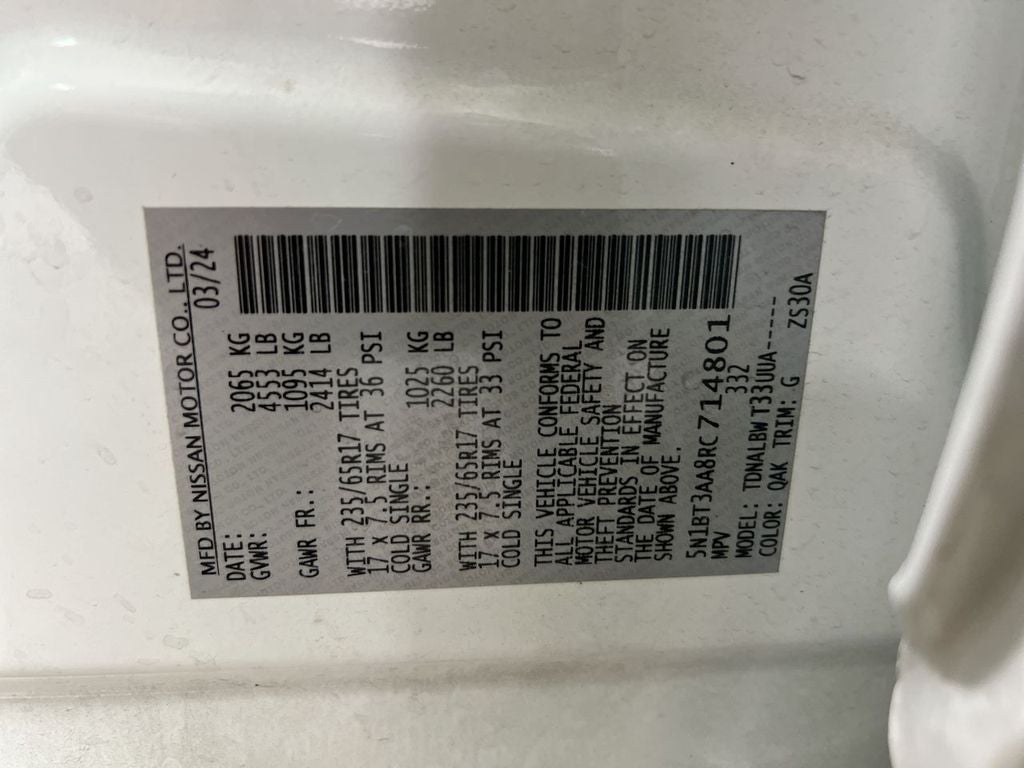 MFD BY NISSAN MOTOR CO., LTD.
DATE: 03/24
GVWR: 2065 KG
4553 LB
GAWR FR.: 1095 KG
2414 LB
WITH 235/65R17 TIRES
17 X 7.5 RIMS AT 36 PSI
COLD SINGLE
GAWR RR.: 1025 KG
2260 LB
WITH 235/65R17 TIRES
17 X 7.5 RIMS AT 33 PSI
COLD SINGLE
THIS VEHICLE CONFORMS TO
ALL APPLICABLE FEDERAL
MOTOR VEHICLE SAFETY AND
THEFT PREVENTION
STANDARDS IN EFFECT ON
THE DATE OF MANUFACTURE
SHOWN ABOVE.
5N1BT3AA8RC714801
MPV 332
MODEL: TDNALBW T33UUA-----
COLOR: QAK TRIM: G ZS30A